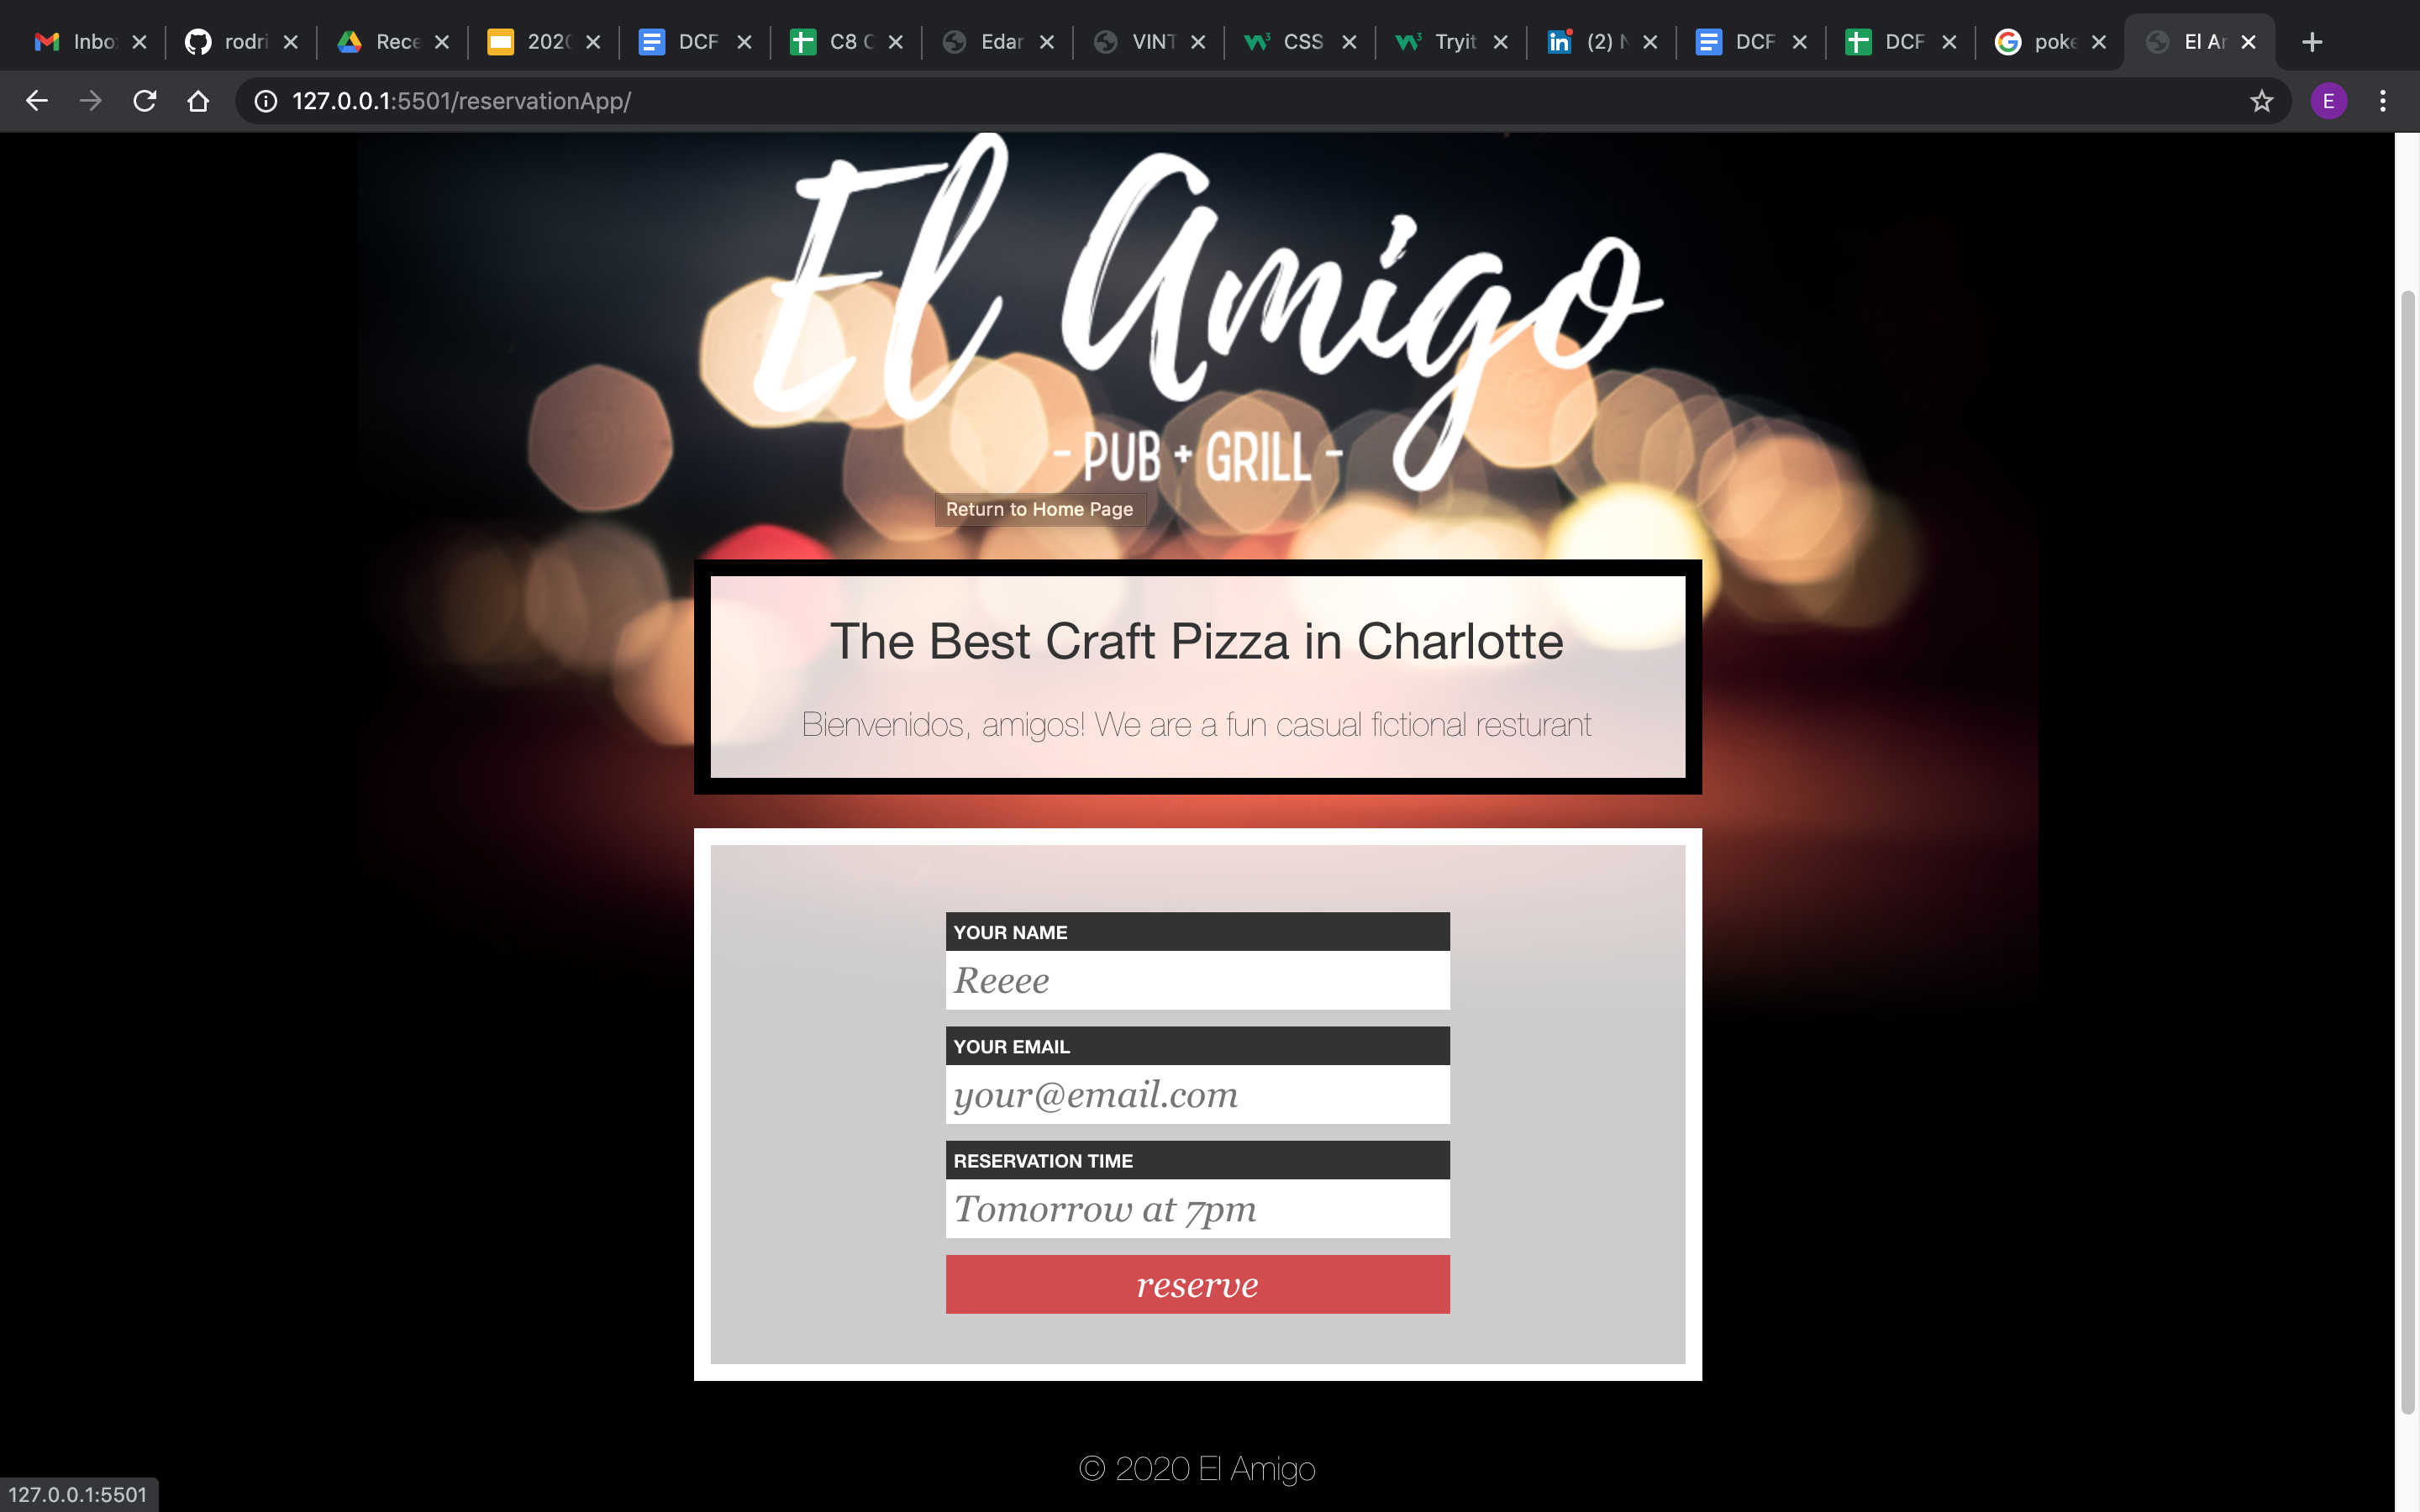 Inbo
rodri
Rece
202
DCF
C8 C
Edar
VINT
CSS
Tryit
(2) N
DCF
DCF
poke
El Ar
127.0.0.1:5501/reservationApp/
E
El Amigo
- PUB + GRILL -
Return to Home Page
The Best Craft Pizza in Charlotte
Bienvenidos, amigos! We are a fun casual fictional resturant
YOUR NAME
Reeee
YOUR EMAIL
your@email.com
RESERVATION TIME
Tomorrow at 7pm
reserve
© 2020 El Amigo
127.0.0.1:5501